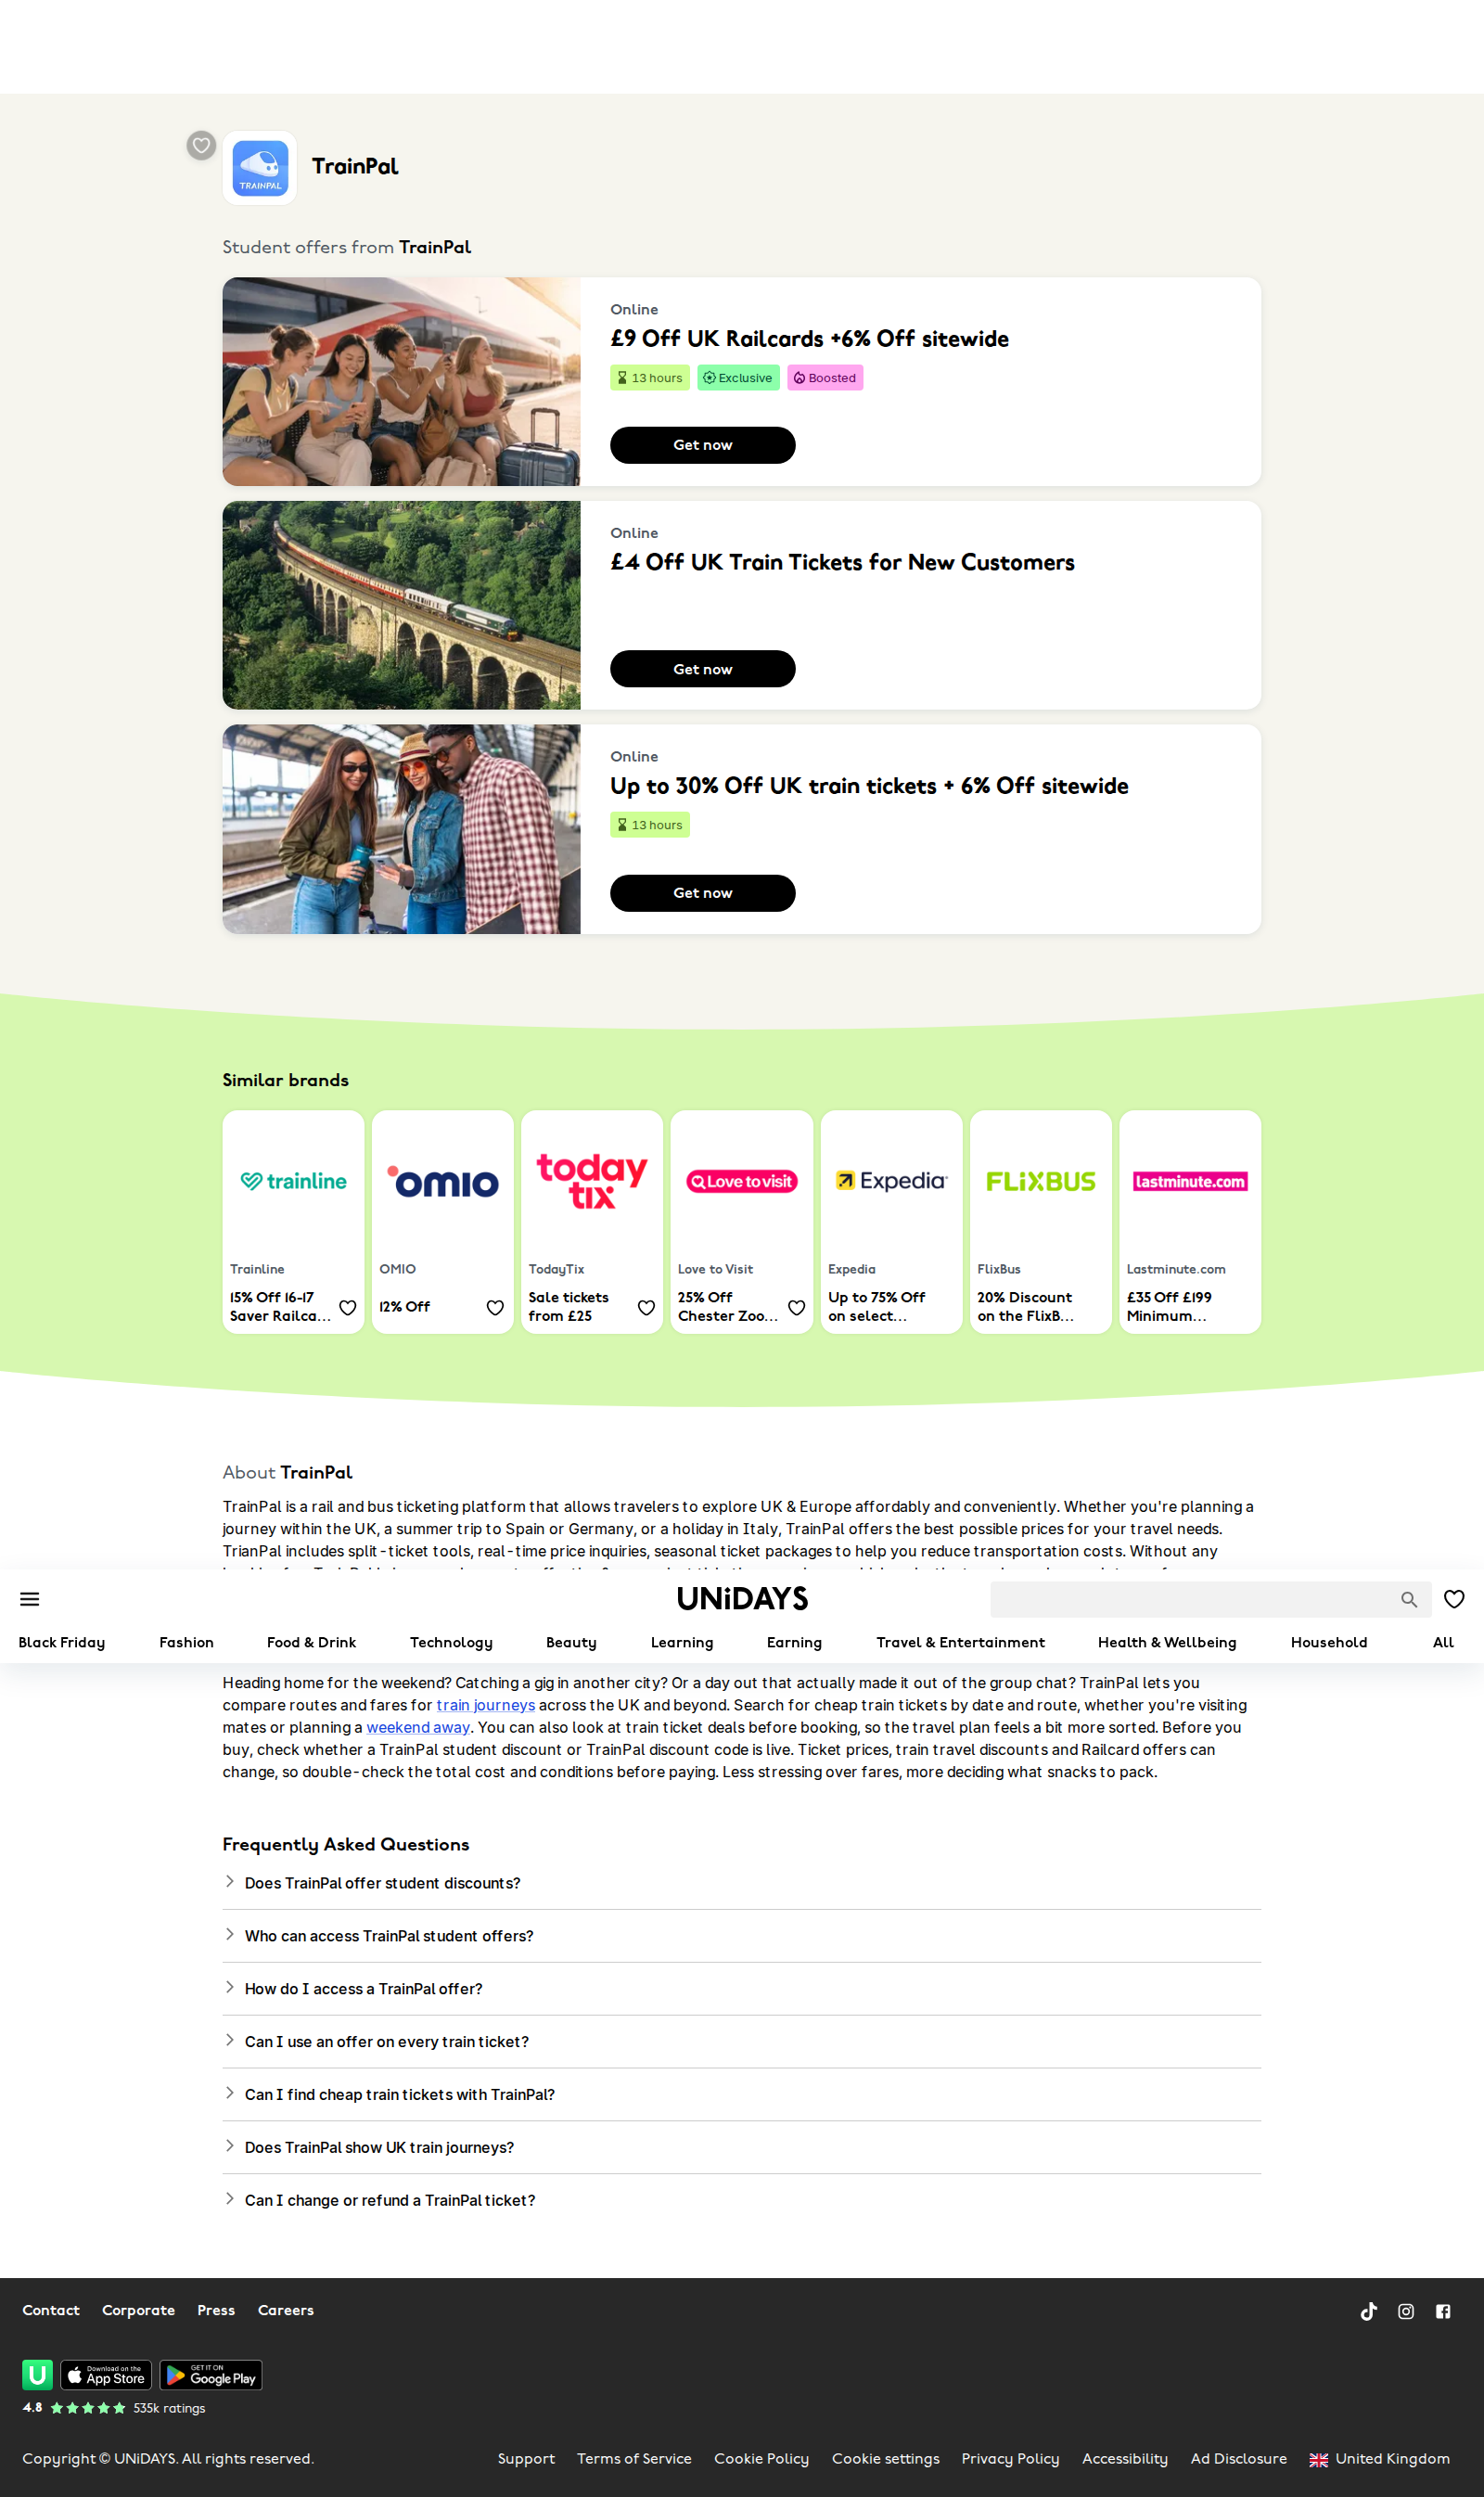 TRAINPAL
TrainPal
Student offers from TrainPal
Online
£9 Off UK Railcards +6% Off sitewide
13 hours
Exclusive
Boosted
Get now
Online
£4 Off UK Train Tickets for New Customers
Get now
Online
Up to 30% Off UK train tickets + 6% Off sitewide
13 hours
Get now
Similar brands
trainline
Trainline
15% Off 16-17
Saver Railca...
OMIO
OMIO
12% Off
today
tix
TodayTix
Sale tickets
from £25
Love to visit
Love to Visit
25% Off
Chester Zoo...
Expedia
Expedia
Up to 75% Off
on select...
FLiXBUS
FlixBus
20% Discount
on the FlixB...
lastminute.com
Lastminute.com
£35 Off £199
Minimum...
About TrainPal
TrainPal is a rail and bus ticketing platform that allows travelers to explore UK & Europe affordably and conveniently. Whether you're planning a
journey within the UK, a summer trip to Spain or Germany, or a holiday in Italy, TrainPal offers the best possible prices for your travel needs.
TrianPal includes split-ticket tools, real-time price inquiries, seasonal ticket packages to help you reduce transportation costs. Without any
UNiDAYS
Black Friday
Fashion
Food & Drink
Technology
Beauty
Learning
Earning
Travel & Entertainment
Health & Wellbeing
Household
All
Heading home for the weekend? Catching a gig in another city? Or a day out that actually made it out of the group chat? TrainPal lets you
compare routes and fares for train journeys across the UK and beyond. Search for cheap train tickets by date and route, whether you're visiting
mates or planning a weekend away. You can also look at train ticket deals before booking, so the travel plan feels a bit more sorted. Before you
buy, check whether a TrainPal student discount or TrainPal discount code is live. Ticket prices, train travel discounts and Railcard offers can
change, so double-check the total cost and conditions before paying. Less stressing over fares, more deciding what snacks to pack.
Frequently Asked Questions
Does TrainPal offer student discounts?
Who can access TrainPal student offers?
How do I access a TrainPal offer?
Can I use an offer on every train ticket?
Can I find cheap train tickets with TrainPal?
Does TrainPal show UK train journeys?
Can I change or refund a TrainPal ticket?
Contact
Corporate
Press
Careers
U
Download on the
App Store
GET IT ON
Google Play
4.8
535k ratings
Copyright © UNiDAYS. All rights reserved.
Support
Terms of Service
Cookie Policy
Cookie settings
Privacy Policy
Accessibility
Ad Disclosure
United Kingdom